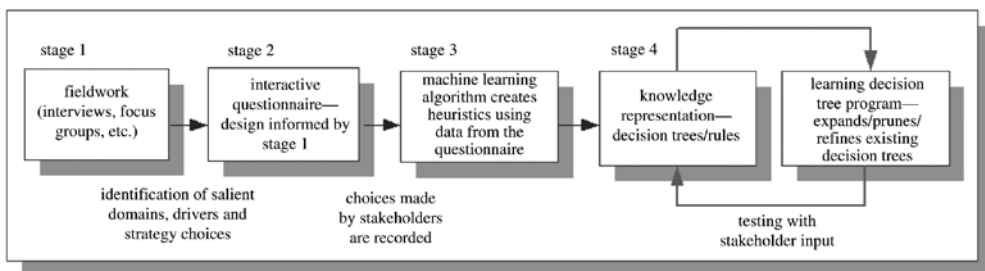 stage 1
fieldwork
(interviews, focus
groups, etc.)
identification of salient
domains, drivers and
strategy choices
stage 2
interactive
questionnaire—
design informed by
stage 1
choices made
by stakeholders
are recorded
stage 3
machine learning
algorithm creates
heuristics using
data from the
questionnaire
stage 4
knowledge
representation—
decision trees/rules
learning decision
tree program—
expands/prunes/
refines existing
decision trees
testing with
stakeholder input